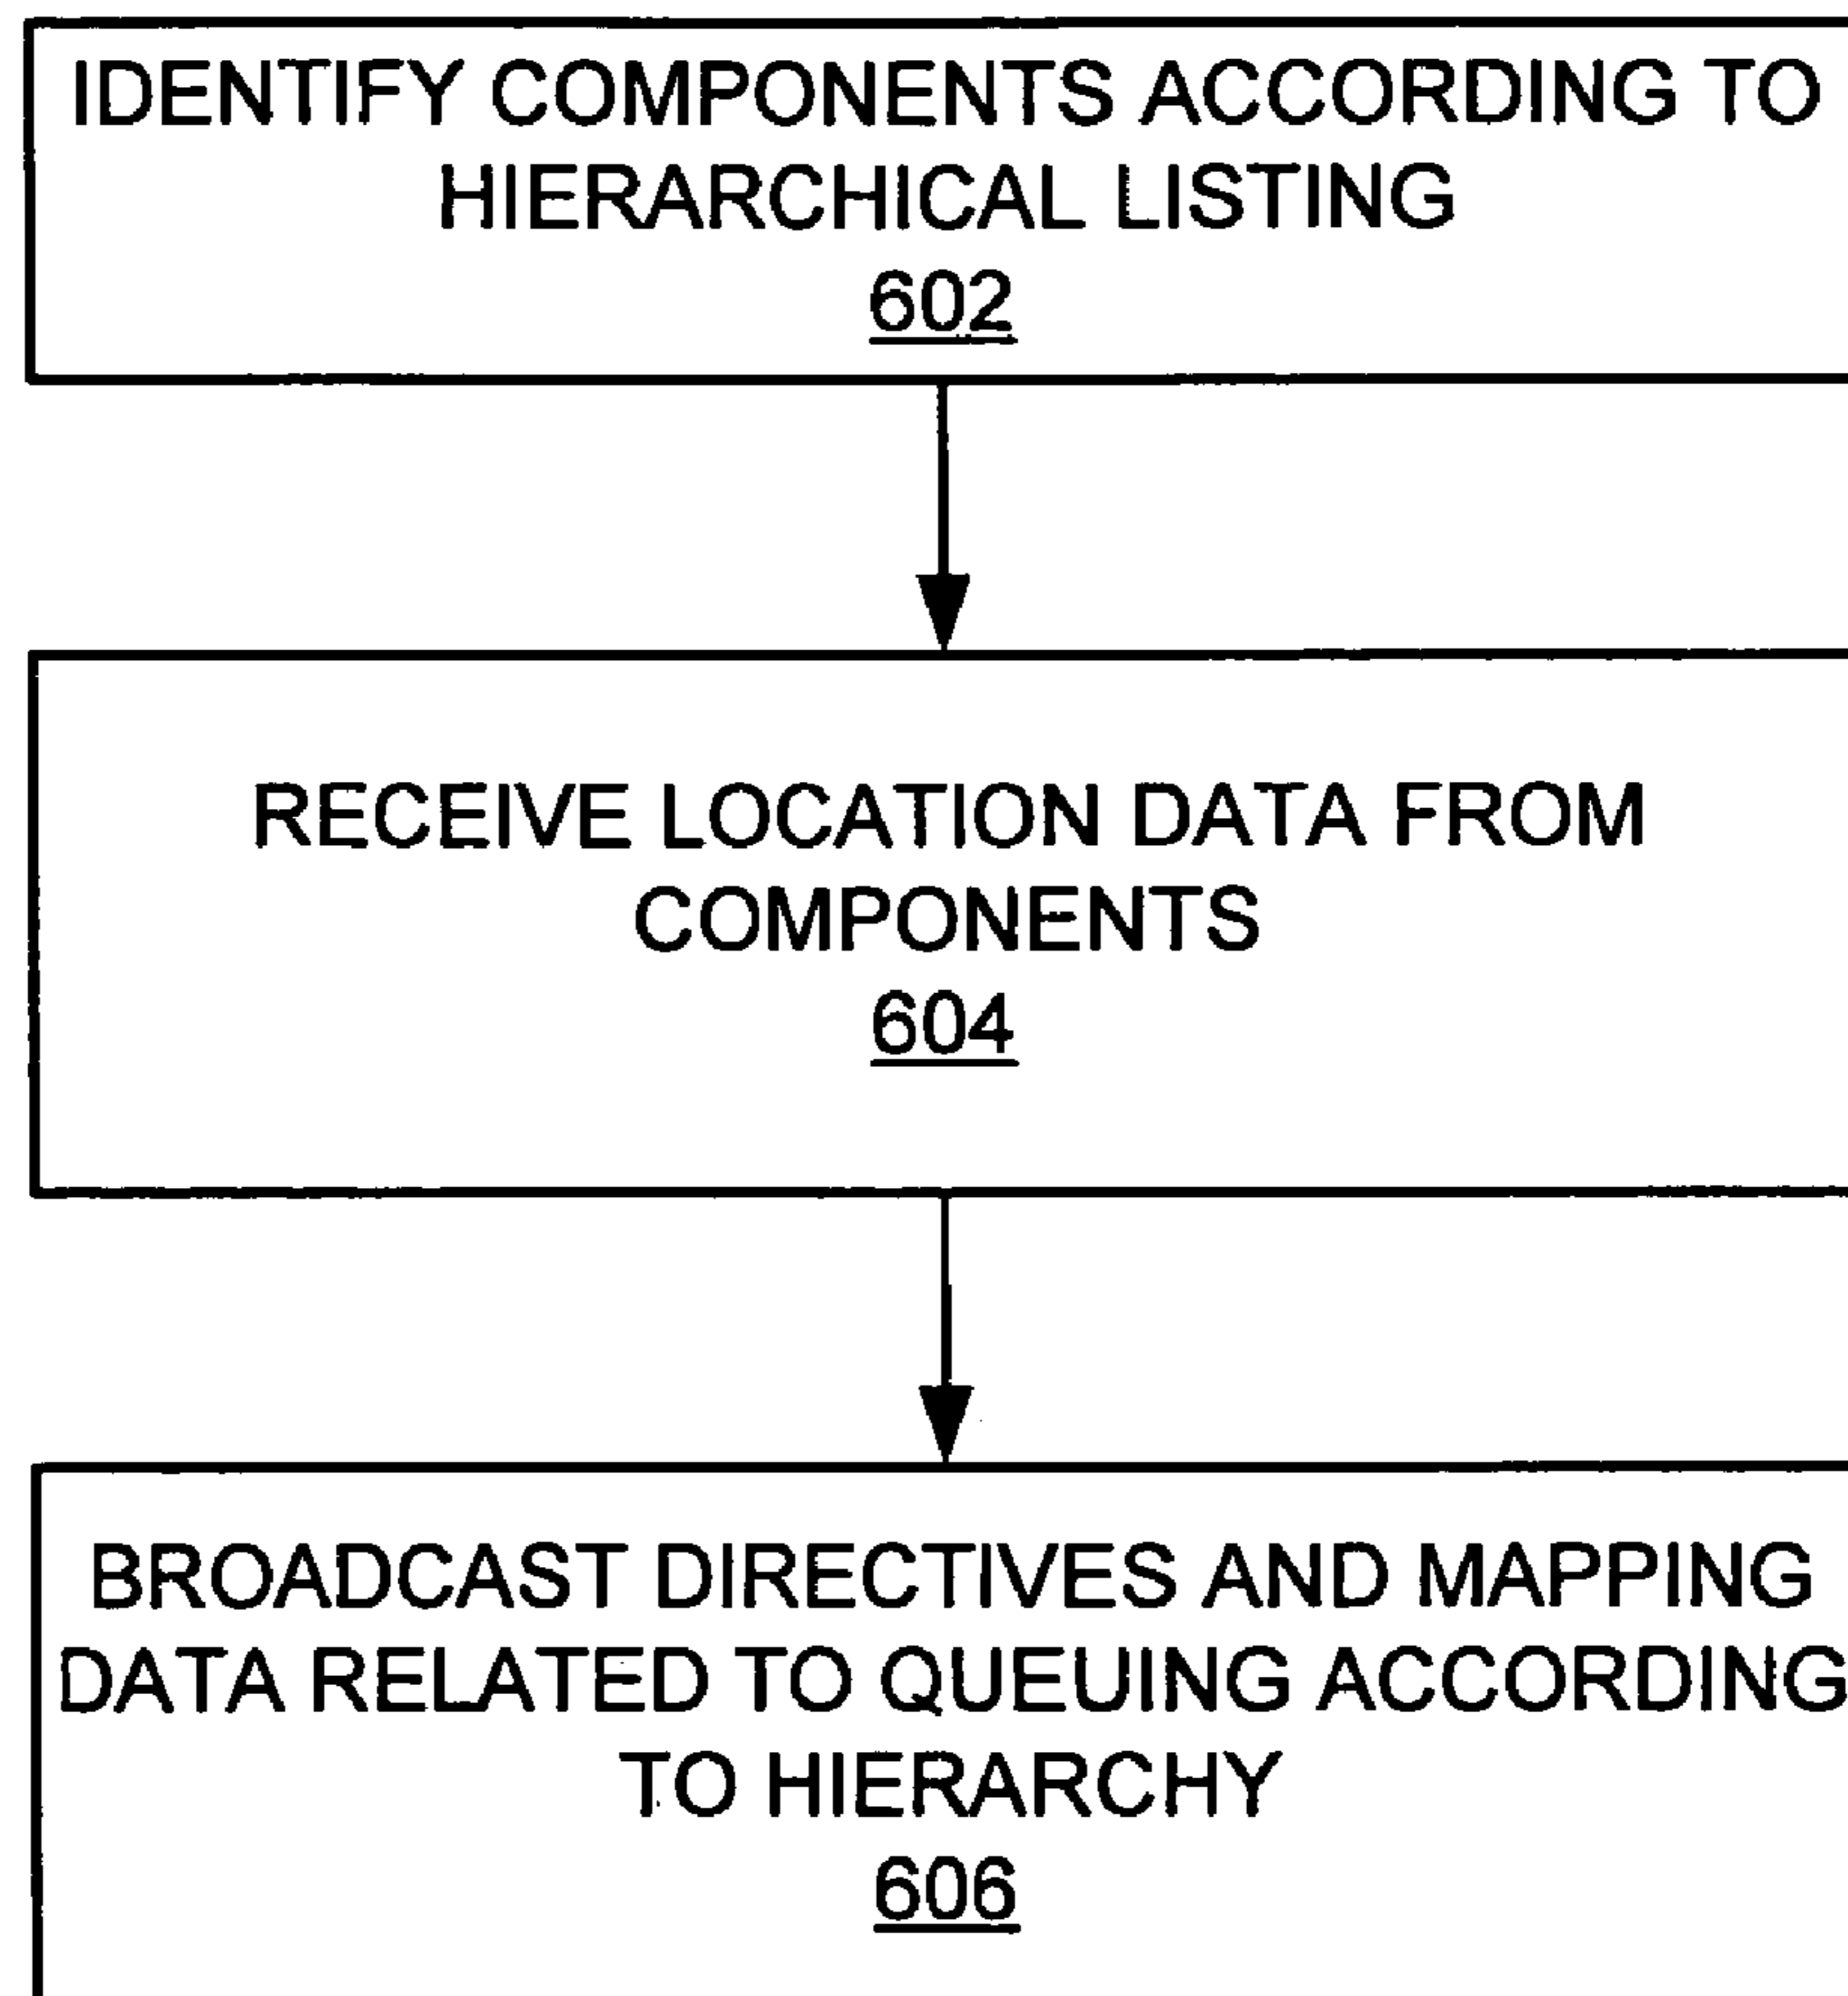 IDENTIFY COMPONENTS ACCORDING TO
HIERARCHICAL LISTING
602
RECEIVE LOCATION DATA FROM
COMPONENTS
604
BROADCAST DIRECTIVES AND MAPPING
DATA RELATED TO QUEUING ACCORDING
TO HIERARCHY
606